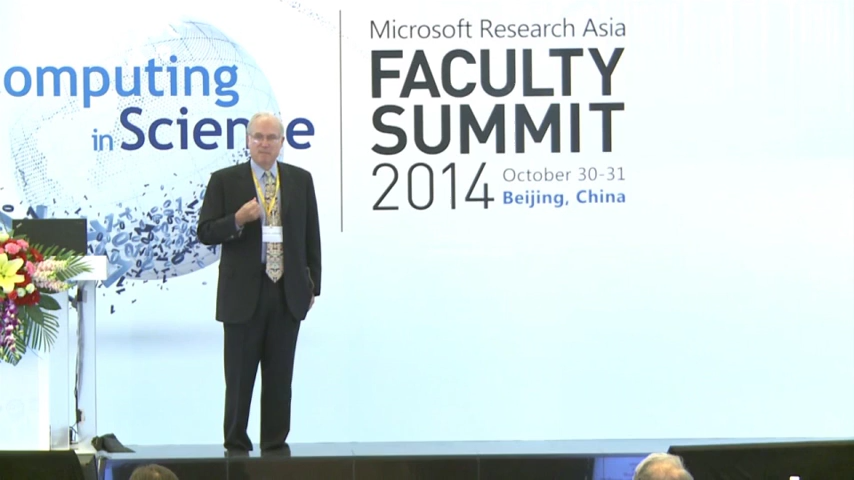 omputing
in Science
Microsoft Research Asia
FACULTY
SUMMIT
2014 October 30-31
Beijing, China